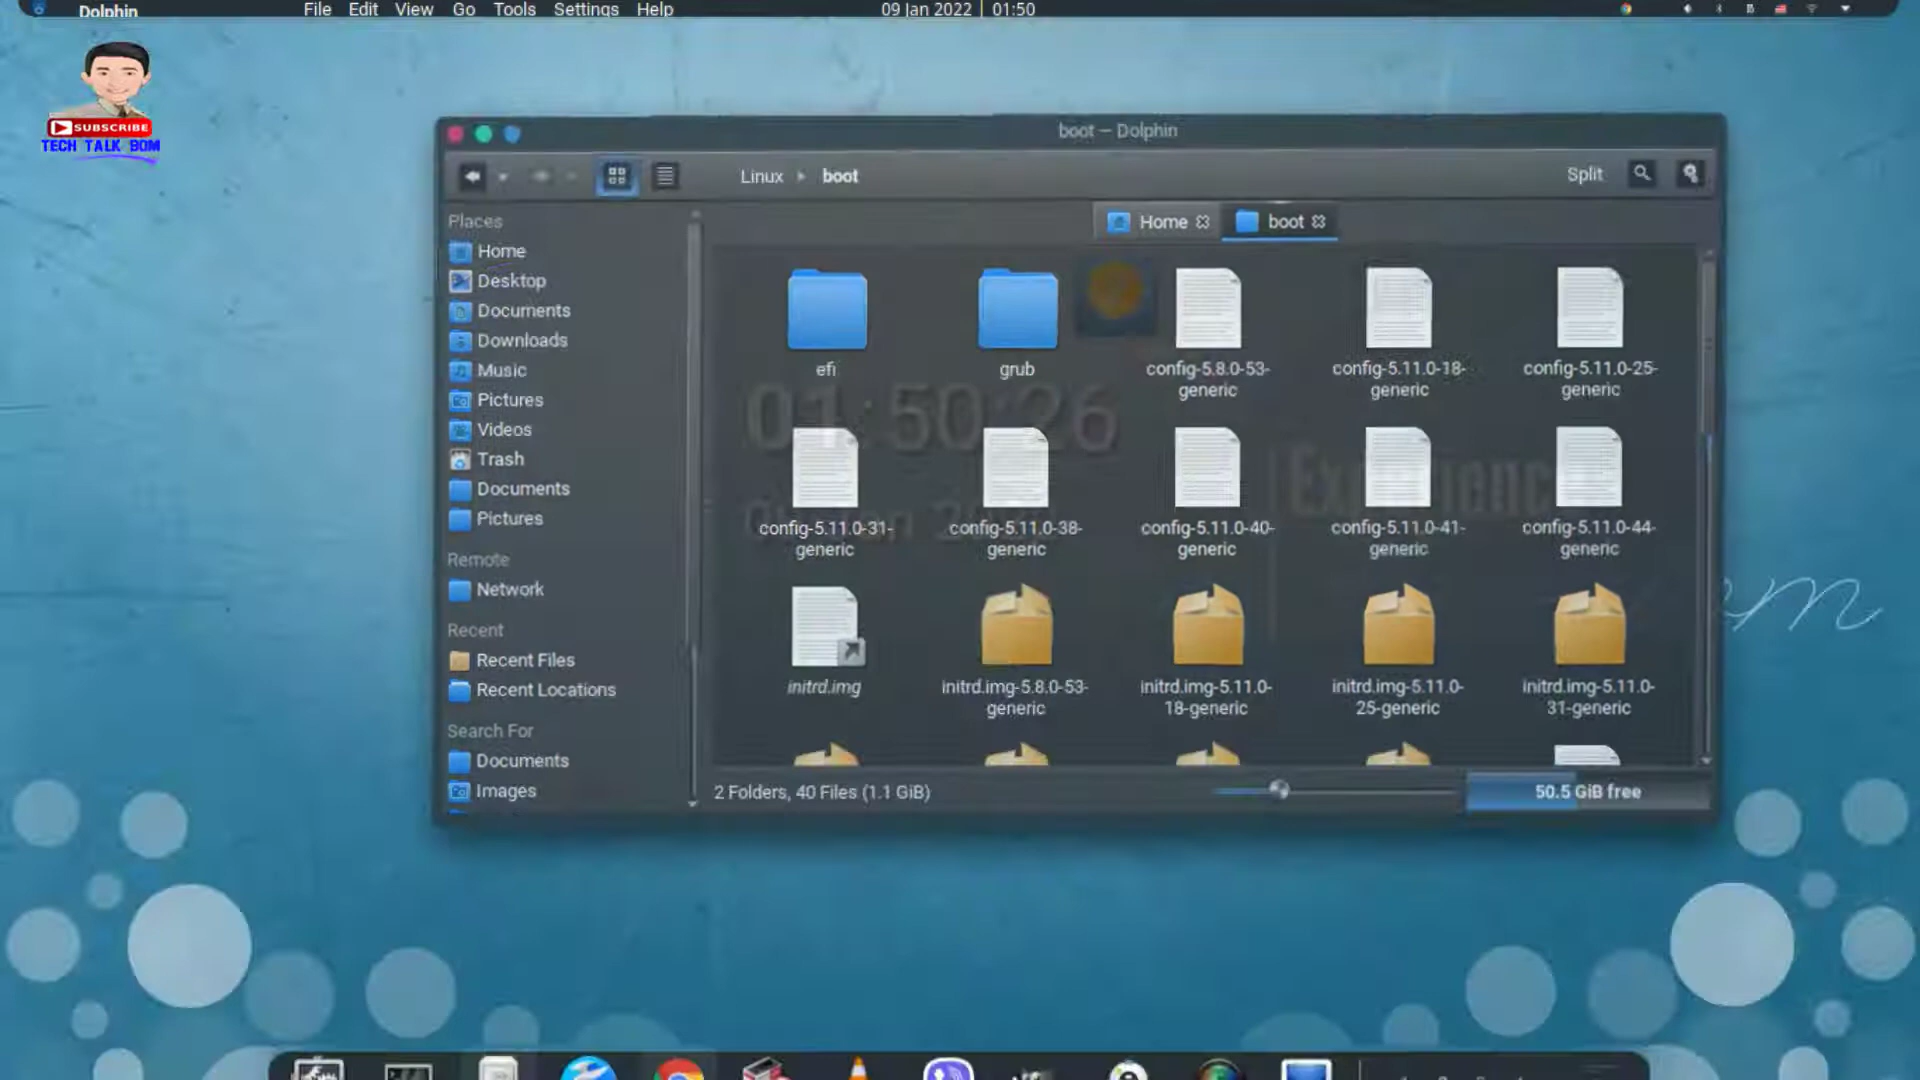 Dolphin File Edit View Go Tools Settings Help 09 Jan 2022 | 01:50
SUBSCRIBE
TECH TALK BOM
boot — Dolphin
Linux boot Split
Places
Home
Desktop
Documents
Downloads
Music
Pictures
Videos
Trash
Documents
Pictures
Remote
Network
Recent
Recent Files
Recent Locations
Search For
Documents
Images
Home boot
efi
grub
config-5.8.0-53-
generic
config-5.11.0-18-
generic
config-5.11.0-25-
generic
01:50:26
config-5.11.0-31-
generic
config-5.11.0-38-
generic
config-5.11.0-40-
generic
config-5.11.0-41-
generic
config-5.11.0-44-
generic
Experience
initrd.img
initrd.img-5.8.0-53-
generic
initrd.img-5.11.0-
18-generic
initrd.img-5.11.0-
25-generic
initrd.img-5.11.0-
31-generic
2 Folders, 40 Files (1.1 GiB)
50.5 GiB free